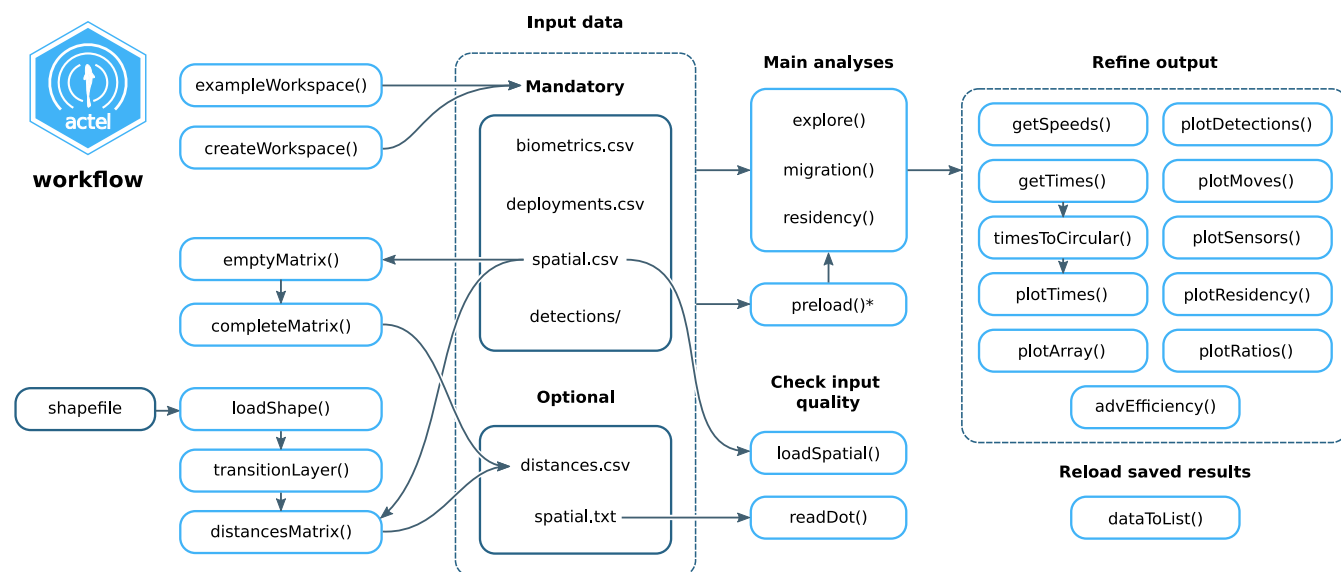 actel
workflow
exampleWorkspace()
createWorkspace()
emptyMatrix()
completeMatrix()
shapefile
loadShape()
transitionLayer()
distancesMatrix()
Input data
Mandatory
biometrics.csv
deployments.csv
spatial.csv
detections/
Optional
distances.csv
spatial.txt
Main analyses
explore()
migration()
residency()
preload()*
Check input
quality
loadSpatial()
readDot()
Refine output
getSpeeds()
plotDetections()
getTimes()
plotMoves()
timesToCircular()
plotSensors()
plotTimes()
plotResidency()
plotArray()
plotRatios()
advEfficiency()
Reload saved results
dataToList()